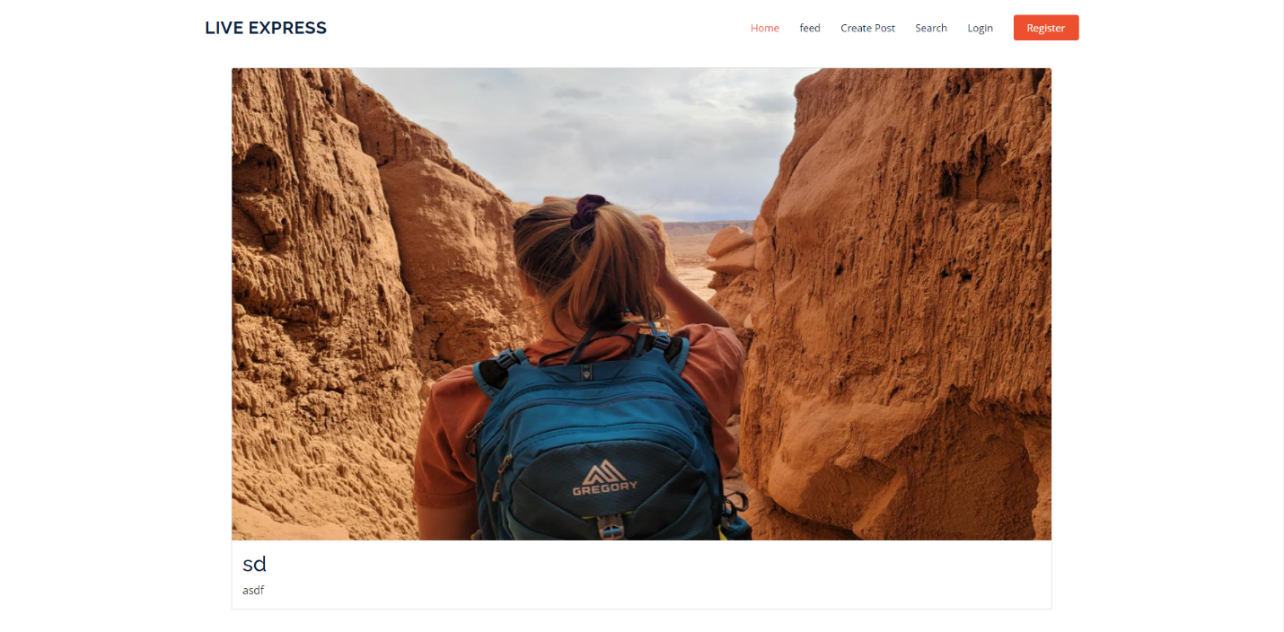 LIVE EXPRESS
Home feed Create Post Search Login Register
GREGORY
sd
asdf